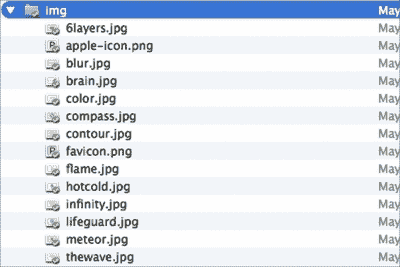 img May
6layers.jpg May
apple-icon.png May
blur.jpg May
brain.jpg May
color.jpg May
compass.jpg May
contour.jpg May
favicon.png May
flame.jpg May
hotcold.jpg May
infinity.jpg May
lifeguard.jpg May
meteor.jpg May
thewave.jpg May